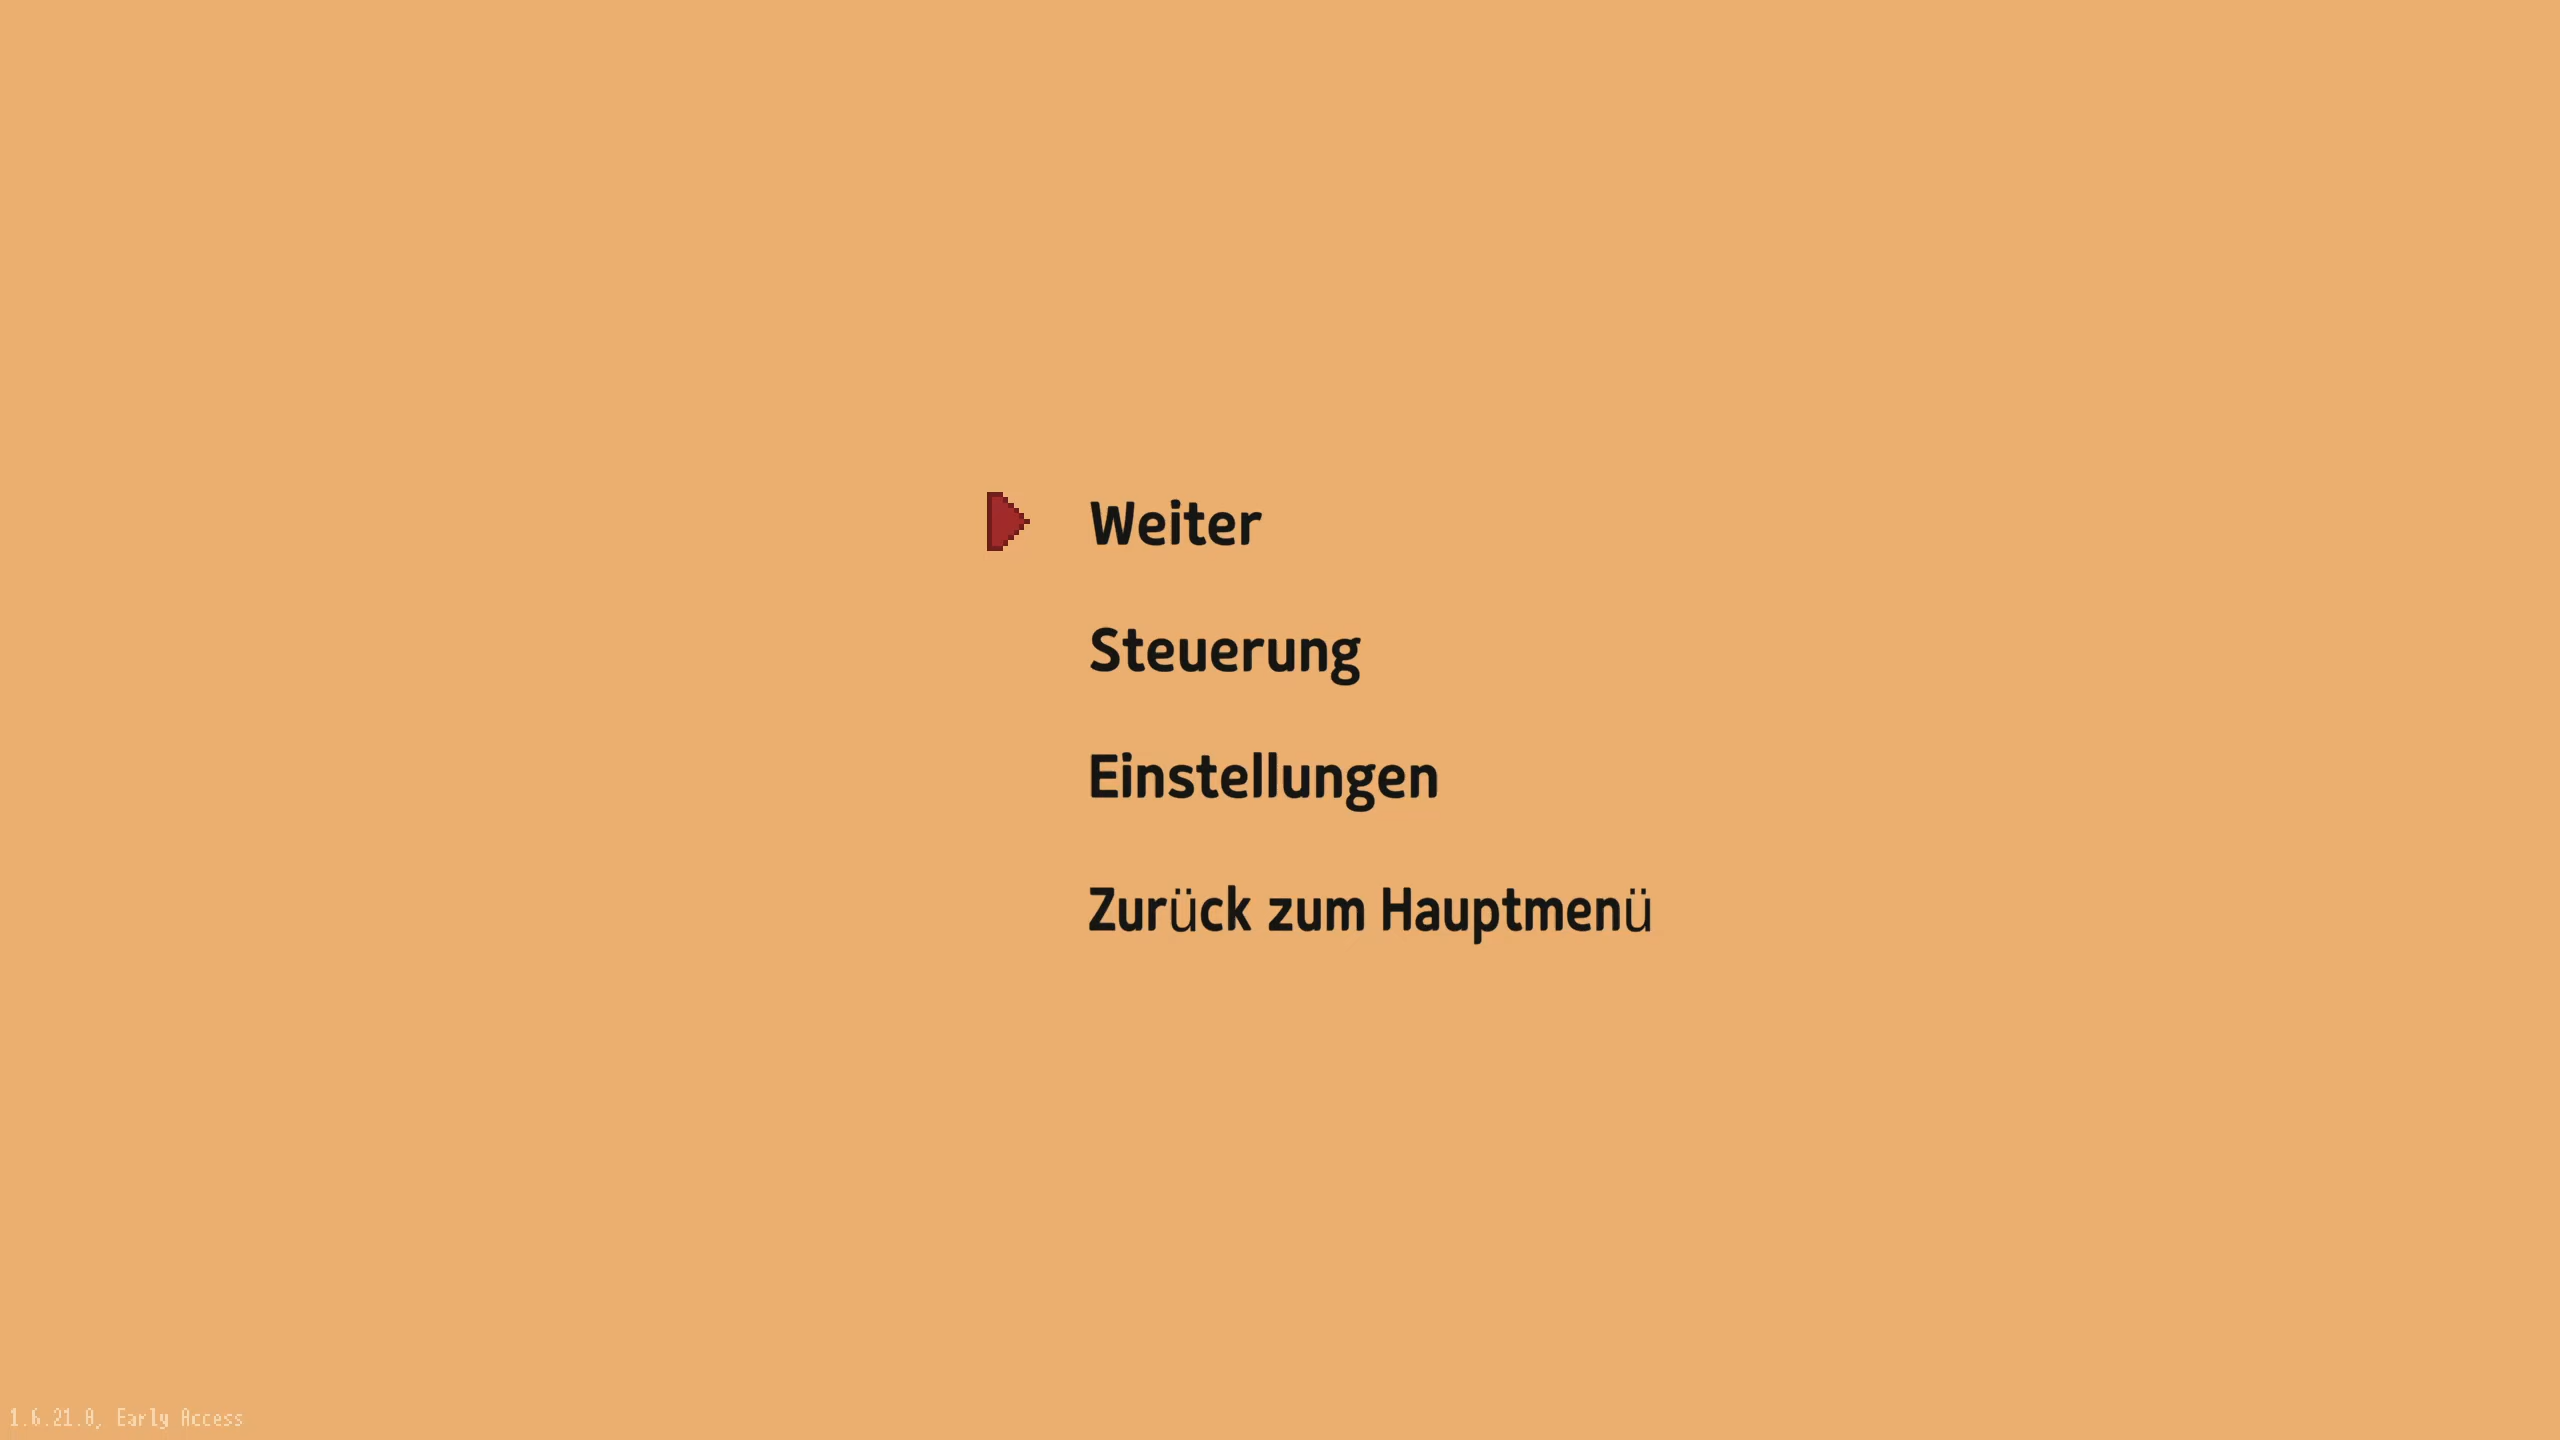 Weiter
Steuerung
Einstellungen
Zurück zum Hauptmenü
1.6.21.0, Early Access